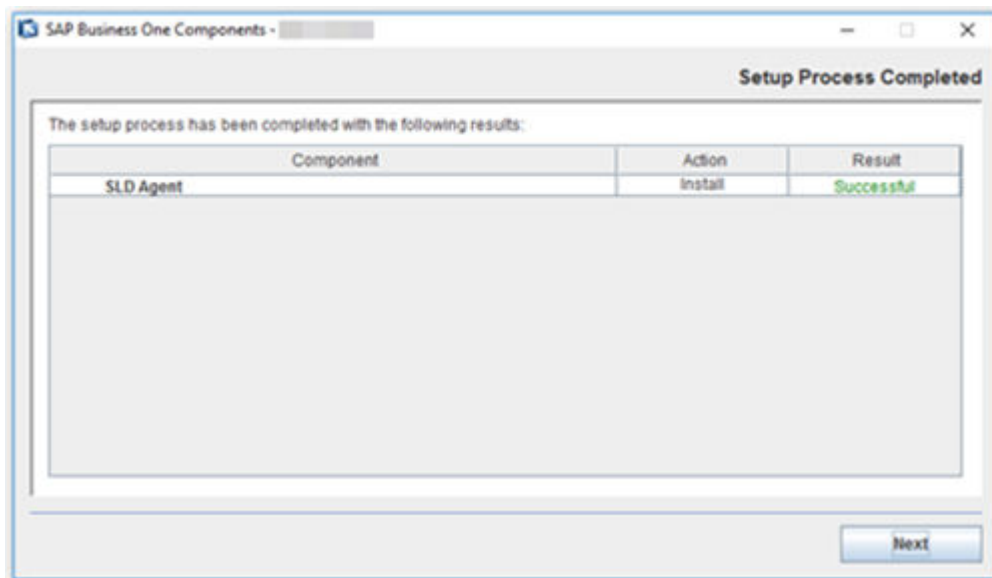 SAP Business One Components -
Setup Process Completed
The setup process has been completed with the following results:
Component Action Result
SLD Agent Install Successful
Next